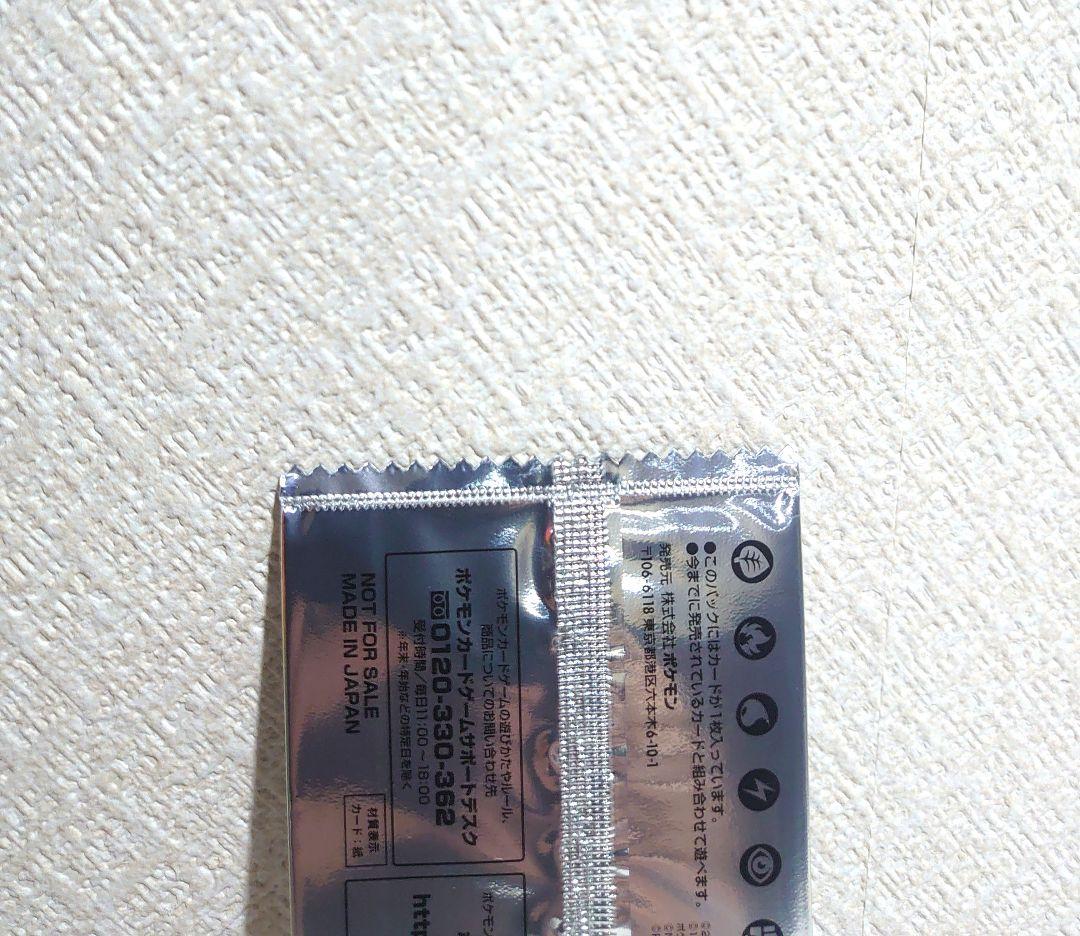 ●このパックにはカードが1枚入っています。
●今までに発売されているカードと組み合わせて遊べます。
発売元 株式会社ポケモン
〒106-6118 東京都港区六本木6-10-1
ポケモンカードゲームの遊びかたやルール、
商品についてのお問い合わせ先
ポケモンカードゲームサポートデスク
0120-330-362
受付時間/毎日11:00～18:00
※年末・年始などの特定日を除く
NOT FOR SALE
MADE IN JAPAN
材質表示
カード:紙
ポケモン
http